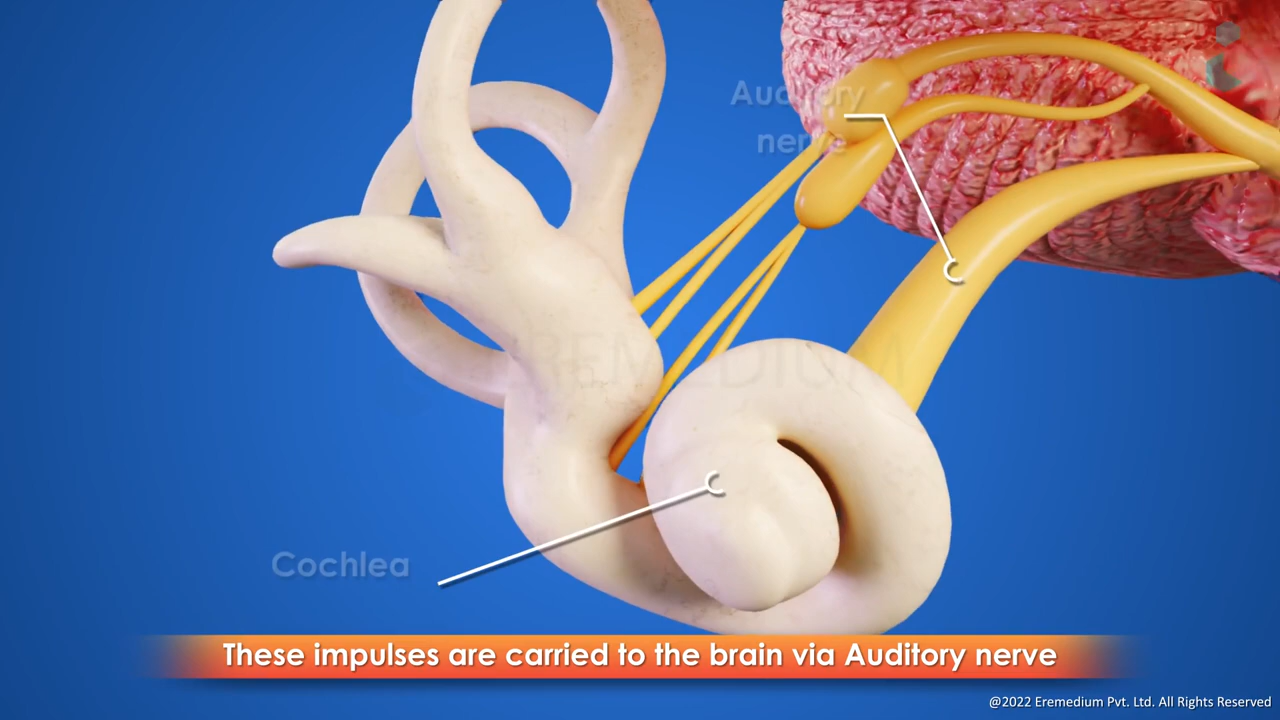 Auditory
nerve
EREMEDIUM
Cochlea
These impulses are carried to the brain via Auditory nerve
@2022 Eremedium Pvt. Ltd. All Rights Reserved